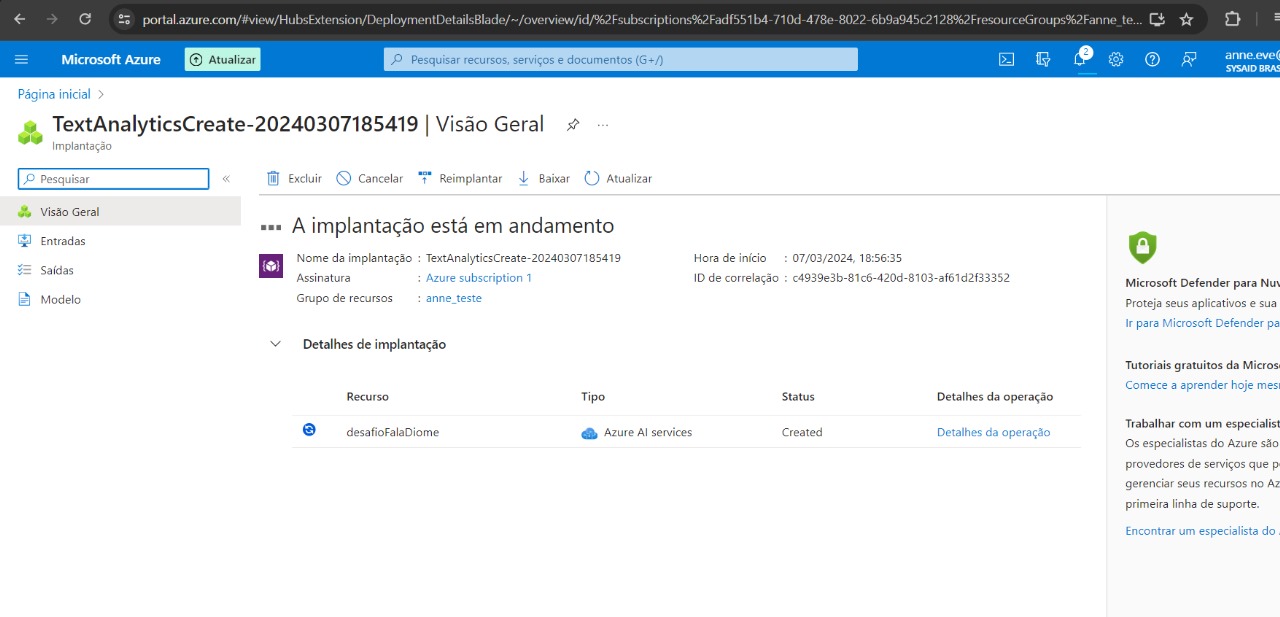 portal.azure.com/#view/HubsExtension/DeploymentDetailsBlade/~/overview/id/%2Fsubscriptions%2Fadf551b4-710d-478e-8022-6b9a945c2128%2FresourceGroups%2Fanne_te...
Microsoft Azure
Atualizar
Pesquisar recursos, serviços e documentos (G+/)
2
anne.eve@
SYSAID BRAS
Página inicial
TextAnalyticsCreate-20240307185419 | Visão Geral
...
Implantação
Pesquisar
«
Excluir
Cancelar
Reimplantar
Baixar
Atualizar
Visão Geral
Entradas
Saídas
Modelo
A implantação está em andamento
Nome da implantação : TextAnalyticsCreate-20240307185419
Assinatura : Azure subscription 1
Grupo de recursos : anne_teste
Hora de início : 07/03/2024, 18:56:35
ID de correlação : c4939e3b-81c6-420d-8103-af61d2f33352
Detalhes de implantação
Recurso Tipo Status Detalhes da operação
desafioFalaDiome Azure AI services Created Detalhes da operação
Microsoft Defender para Nuv
Proteja seus aplicativos e sua
Ir para Microsoft Defender pa
Tutoriais gratuitos da Micros
Comece a aprender hoje mes
Trabalhar com um especialist
Os especialistas do Azure são
provedores de serviços que p
gerenciar seus recursos no Az
primeira linha de suporte.
Encontrar um especialista do